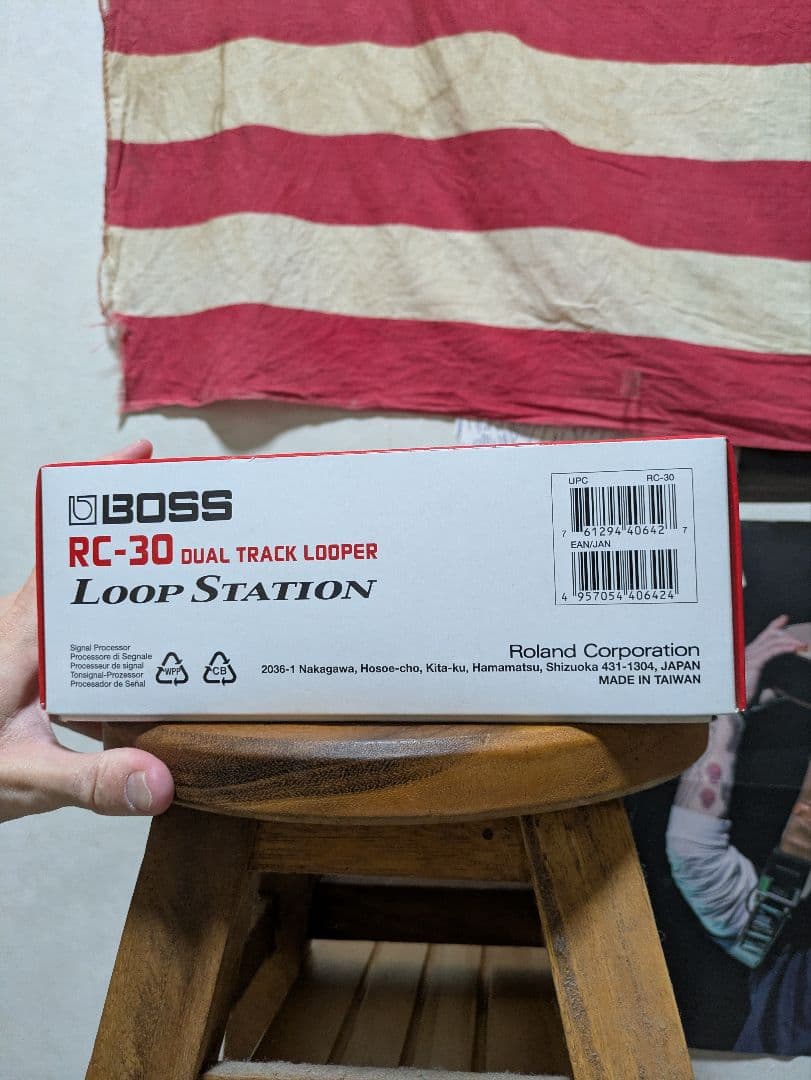 BOSS
RC-30 DUAL TRACK LOOPER
LOOP STATION
UPC RC-30
7 61294 40642 7
EAN/JAN
4 957054 406424
Signal Processor
Processore di Segnale
Processeur de signal
Tonsignal-Prozessor
Procesador de Señal
WPP
CB
Roland Corporation
2036-1 Nakagawa, Hosoe-cho, Kita-ku, Hamamatsu, Shizuoka 431-1304, JAPAN
MADE IN TAIWAN